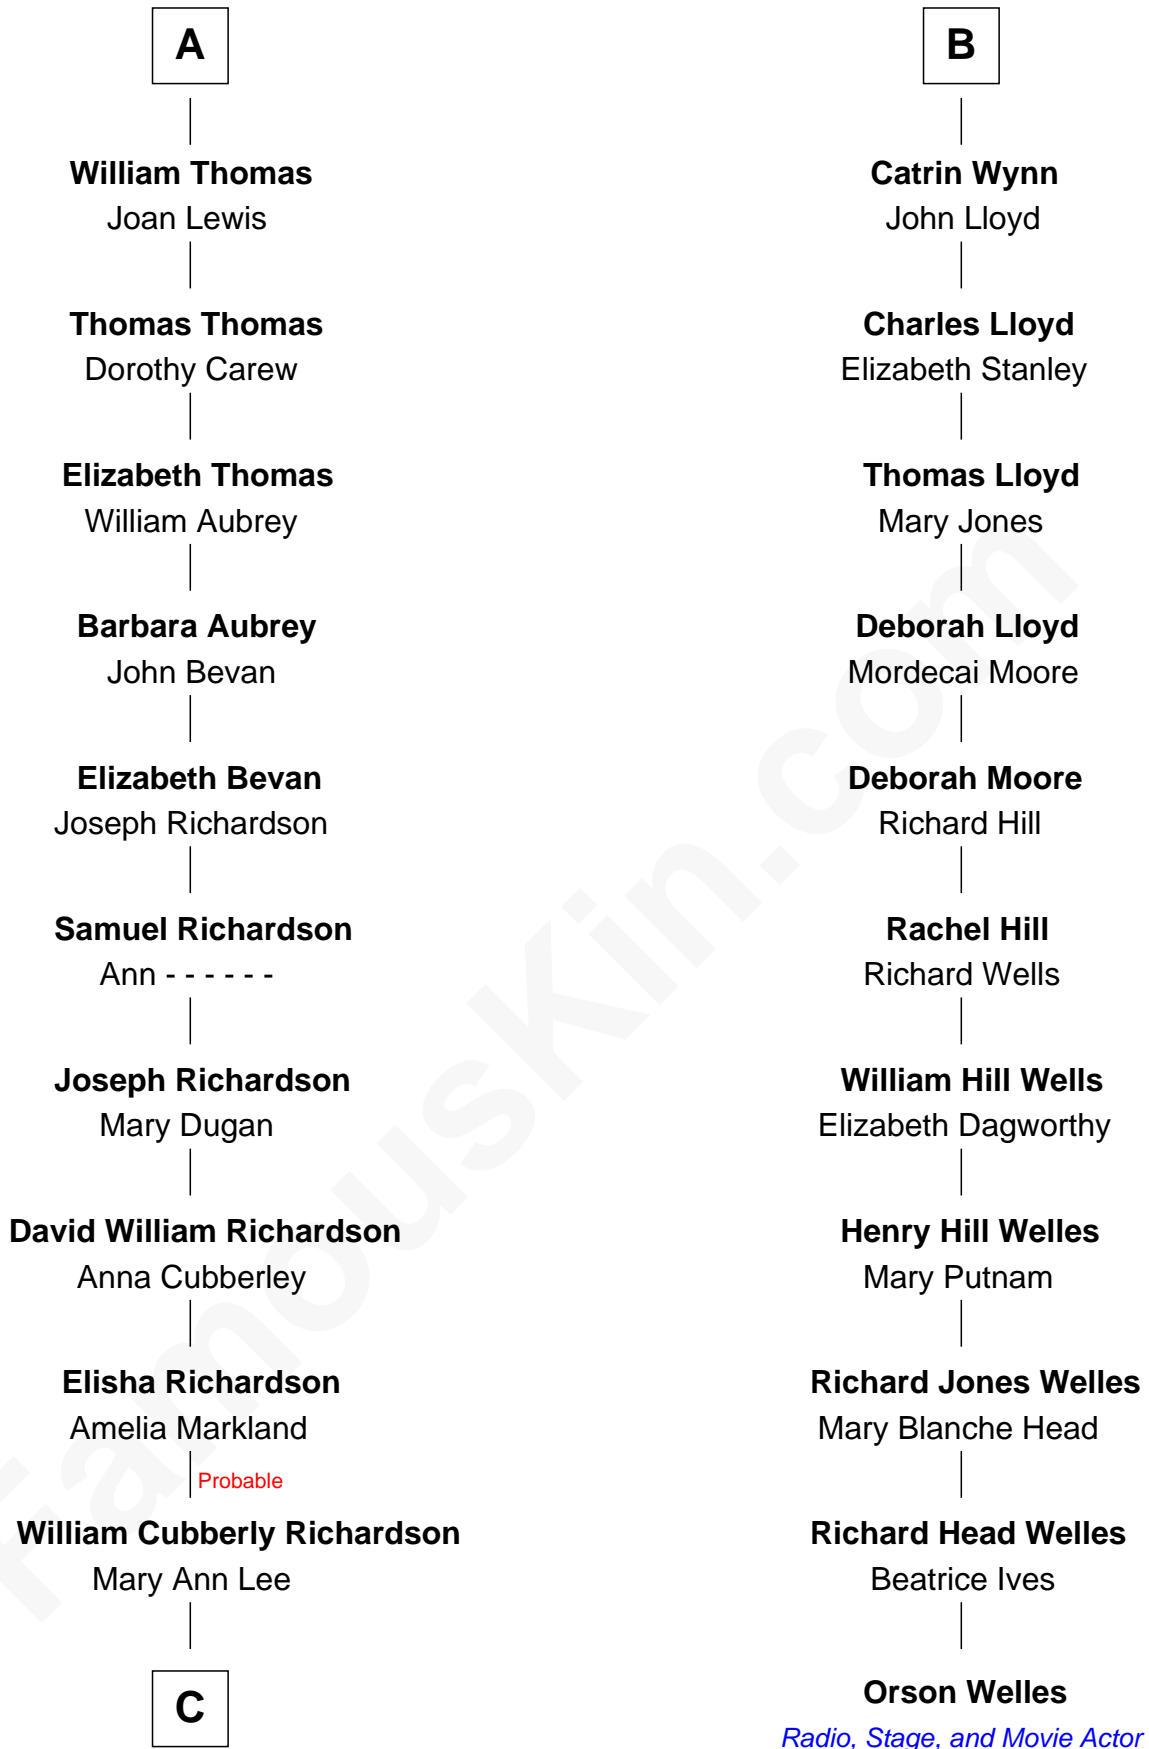 A
William Thomas
Joan Lewis
Thomas Thomas
Dorothy Carew
Elizabeth Thomas
William Aubrey
Barbara Aubrey
John Bevan
Elizabeth Bevan
Joseph Richardson
Samuel Richardson
Ann - - - - - -
Joseph Richardson
Mary Dugan
David William Richardson
Anna Cubberley
Elisha Richardson
Amelia Markland
Probable
William Cubberly Richardson
Mary Ann Lee
C
B
Catrin Wynn
John Lloyd
Charles Lloyd
Elizabeth Stanley
Thomas Lloyd
Mary Jones
Deborah Lloyd
Mordecai Moore
Deborah Moore
Richard Hill
Rachel Hill
Richard Wells
William Hill Wells
Elizabeth Dagworthy
Henry Hill Welles
Mary Putnam
Richard Jones Welles
Mary Blanche Head
Richard Head Welles
Beatrice Ives
Orson Welles
Radio, Stage, and Movie Actor
FamousKin.com